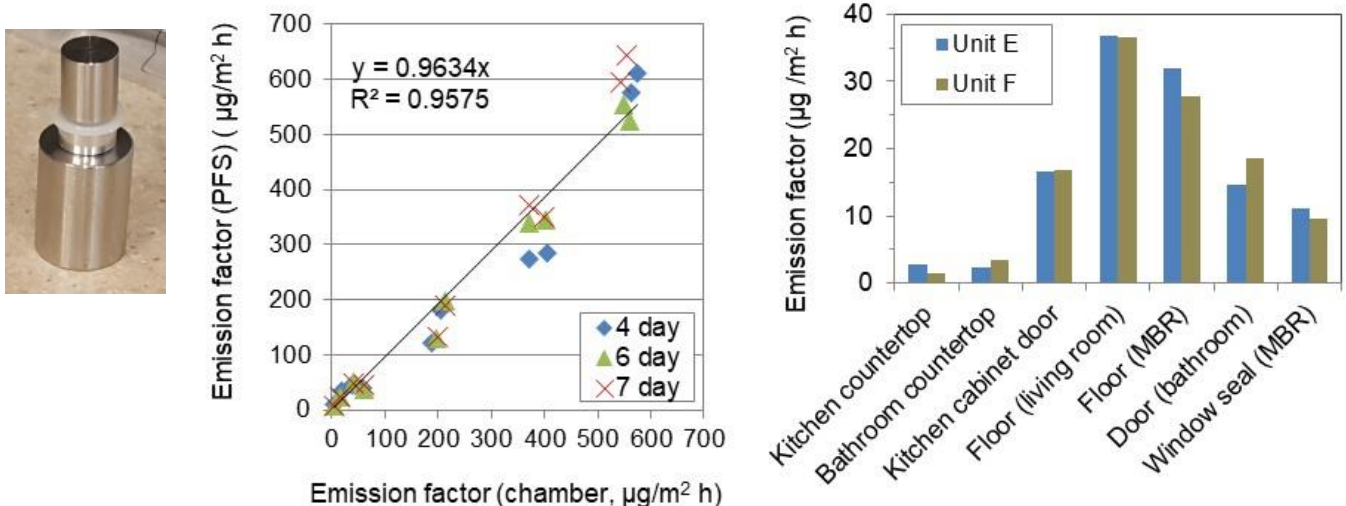 Emission factor (PFS) ( µg/m² h)
700
600
500
400
300
200
100
0
y = 0.9634x
R² = 0.9575
4 day
6 day
7 day
0 100 200 300 400 500 600 700
Emission factor (chamber, µg/m² h)
Emission factor (µg /m² h)
40
30
20
10
0
Unit E
Unit F
Kitchen countertop
Bathroom countertop
Kitchen cabinet door
Floor (living room)
Floor (MBR)
Door (bathroom)
Window seal (MBR)